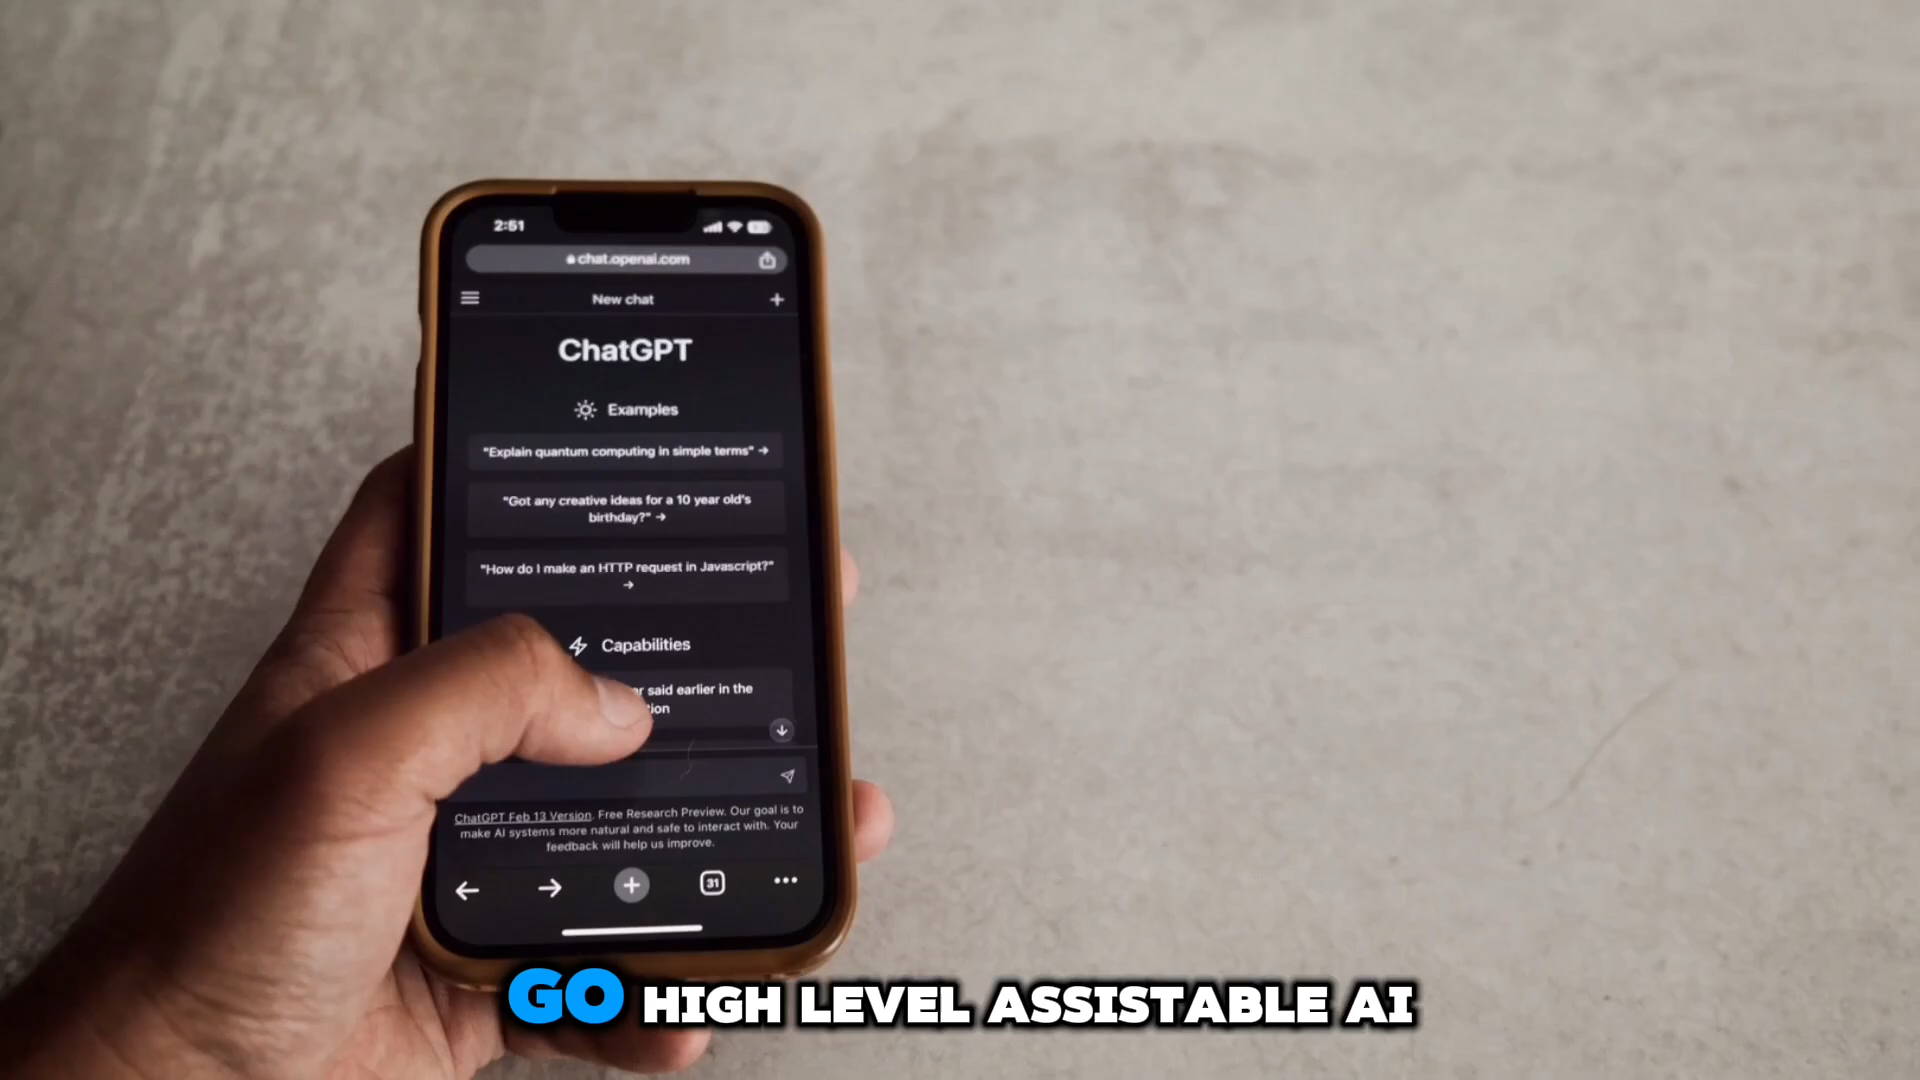 2:51
chat.openai.com
New chat
ChatGPT
Examples
"Explain quantum computing in simple terms" →
"Got any creative ideas for a 10 year old's
birthday?" →
"How do I make an HTTP request in Javascript?"
→
Capabilities
said earlier in the
ChatGPT Feb 13 Version. Free Research Preview. Our goal is to
make AI systems more natural and safe to interact with. Your
feedback will help us improve.
31
GO HIGH LEVEL ASSISTABLE AI